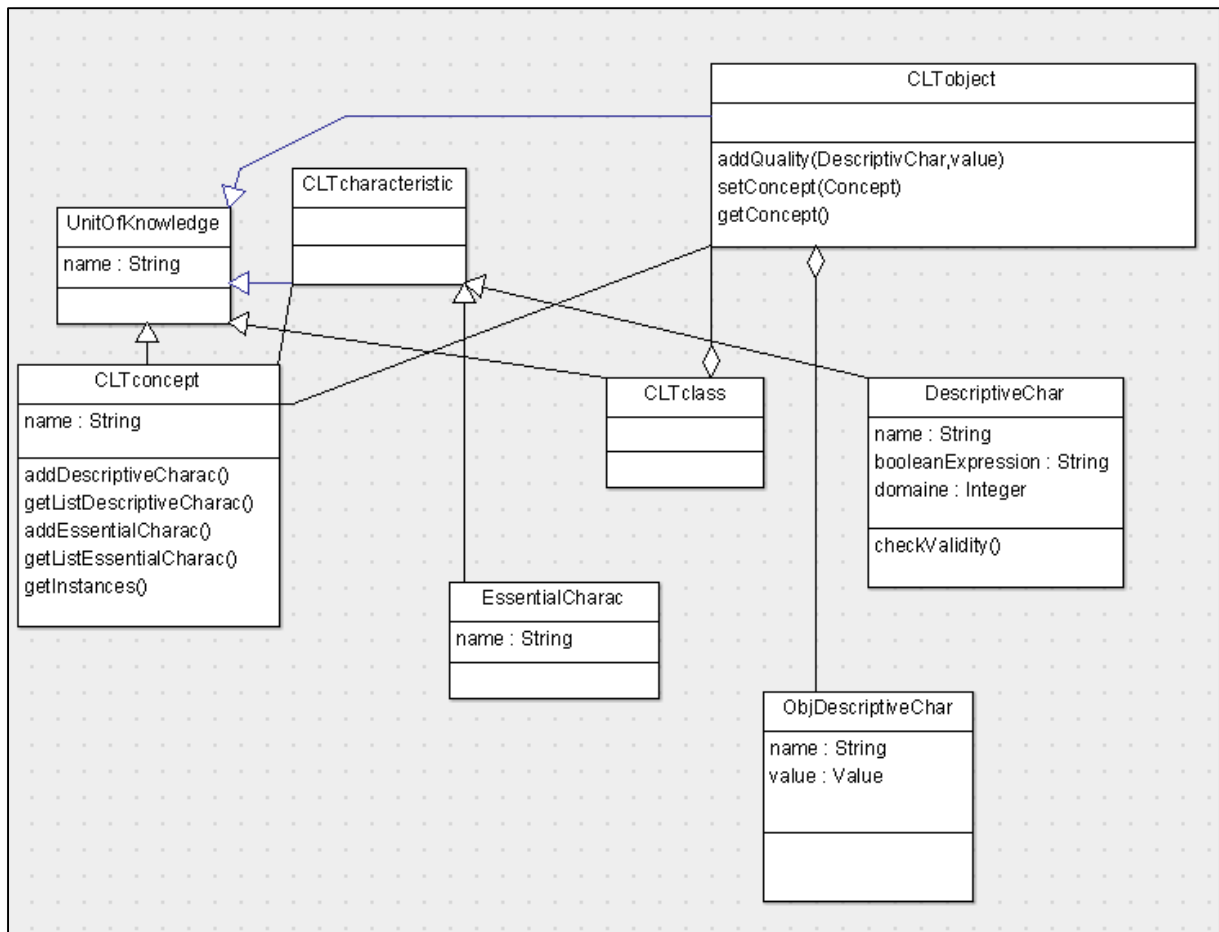 CLTobject
addQuality(DescriptivChar,value)
setConcept(Concept)
getConcept()
CLTcharacteristic
UnitOfKnowledge
name : String
CLTconcept
name : String
addDescriptiveCharac()
getListDescriptiveCharac()
addEssentialCharac()
getListEssentialCharac()
getInstances()
CLTclass
DescriptiveChar
name : String
booleanExpression : String
domaine : Integer
checkValidity()
EssentialCharac
name : String
ObjDescriptiveChar
name : String
value : Value